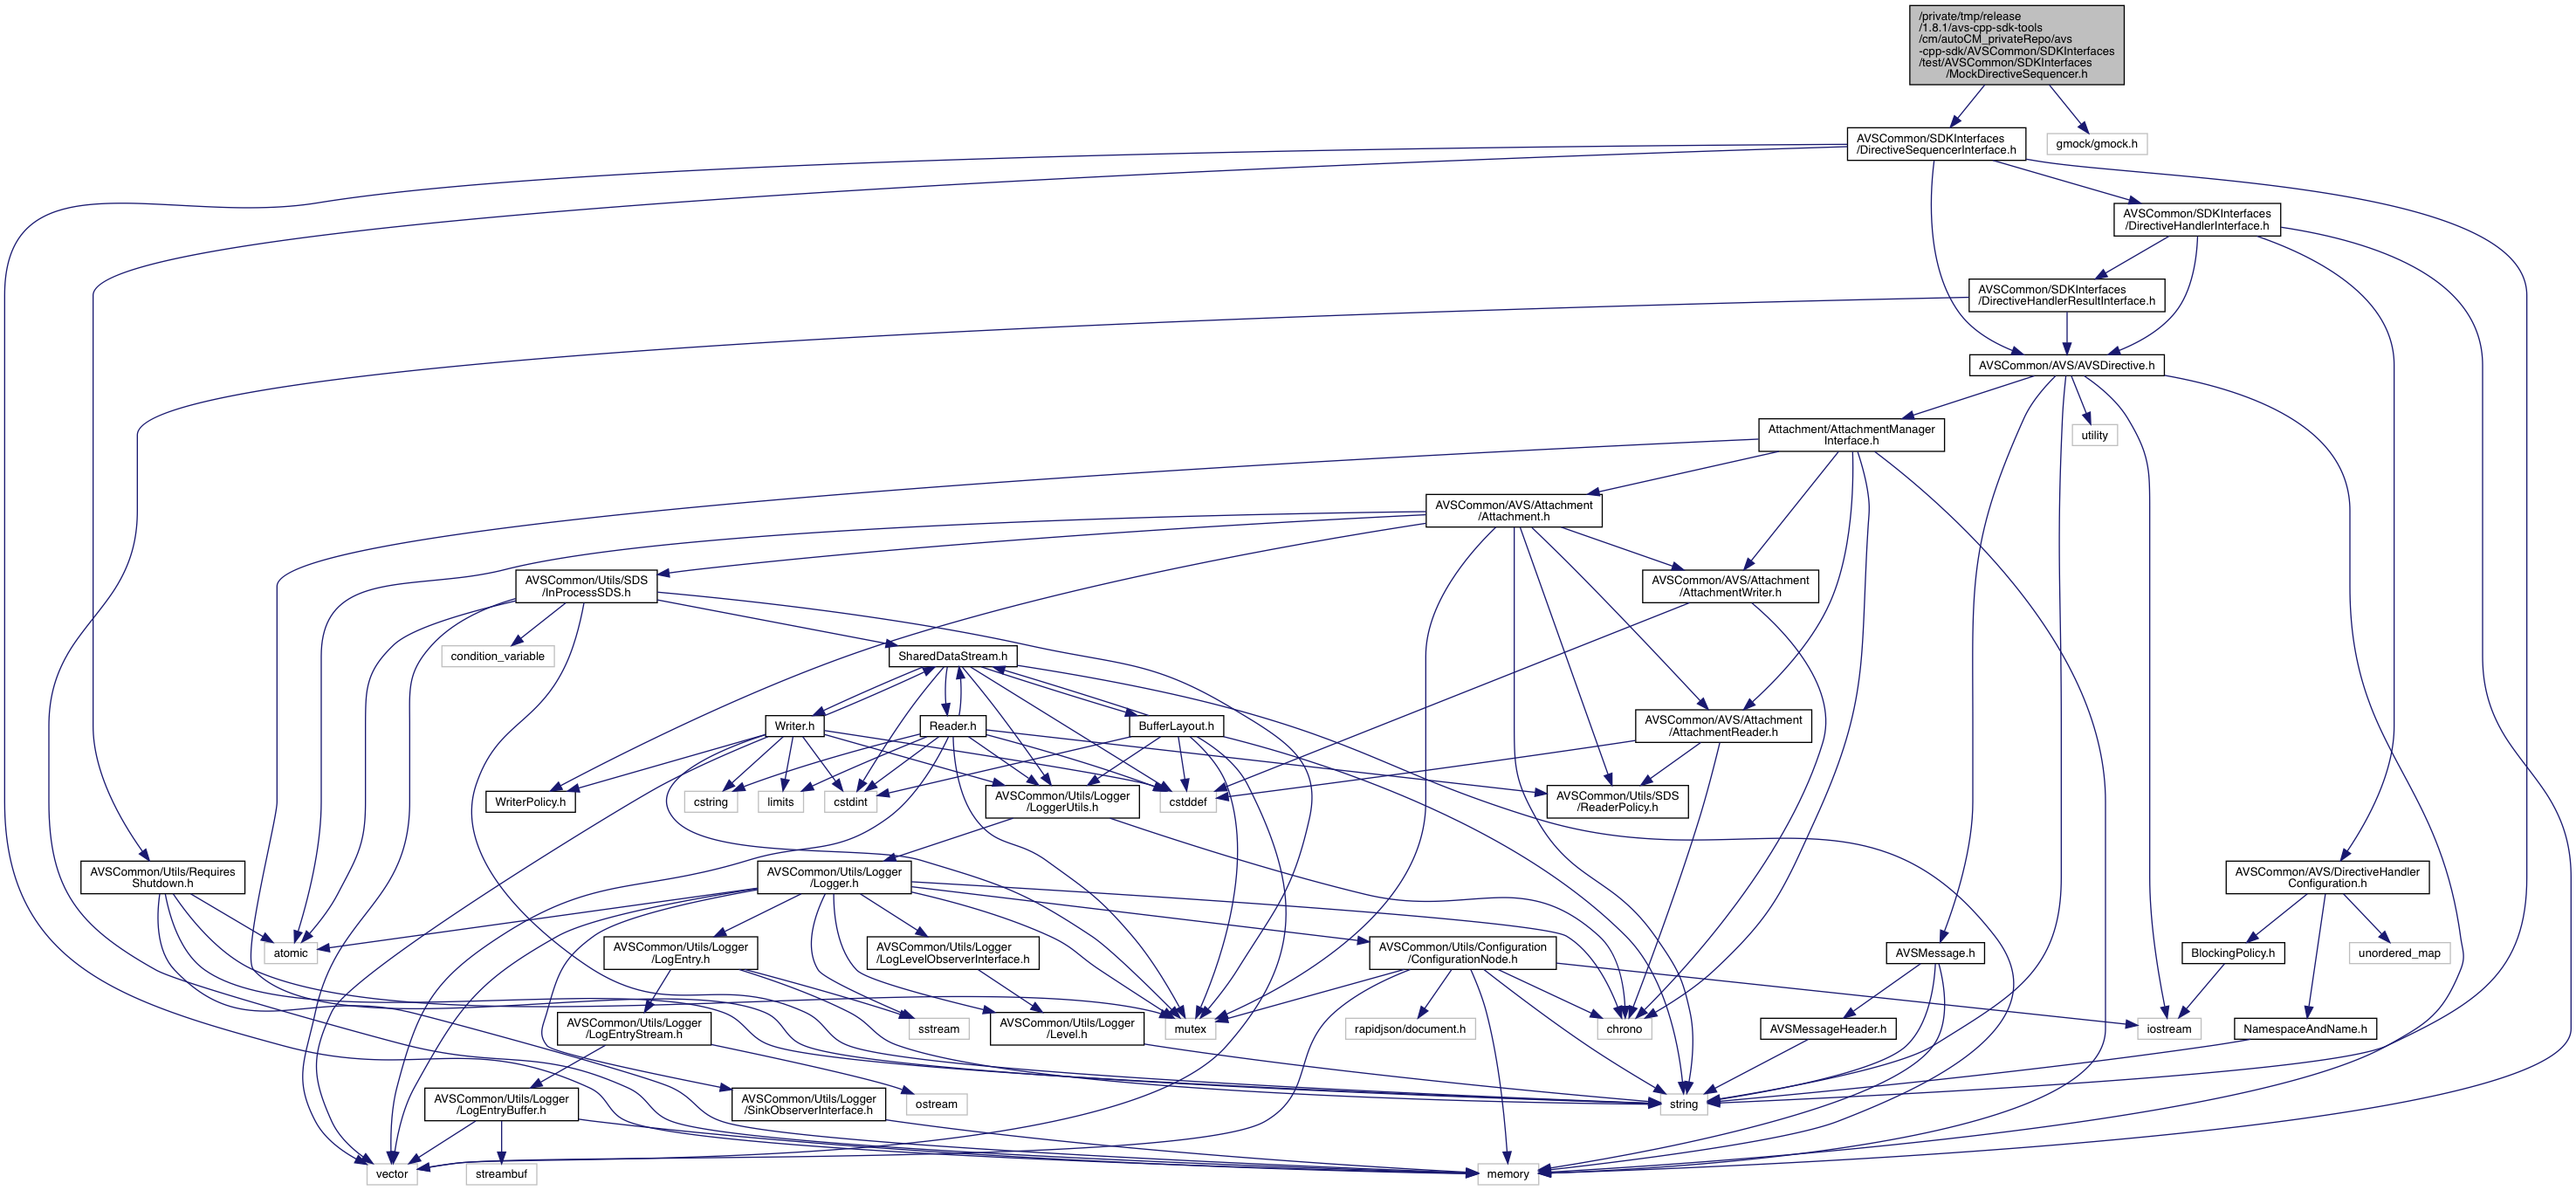 /private/tmp/release
/1.8.1/avs-cpp-sdk-tools
/cm/autoCM_privateRepo/avs
-cpp-sdk/AVSCommon/SDKInterfaces
/test/AVSCommon/SDKInterfaces
/MockDirectiveSequencer.h
AVSCommon/SDKInterfaces
/DirectiveSequencerInterface.h
gmock/gmock.h
AVSCommon/SDKInterfaces
/DirectiveHandlerInterface.h
AVSCommon/SDKInterfaces
/DirectiveHandlerResultInterface.h
AVSCommon/AVS/AVSDirective.h
Attachment/AttachmentManager
Interface.h
utility
AVSCommon/AVS/Attachment
/Attachment.h
AVSCommon/Utils/SDS
/InProcessSDS.h
AVSCommon/AVS/Attachment
/AttachmentWriter.h
condition_variable
SharedDataStream.h
Writer.h
Reader.h
BufferLayout.h
AVSCommon/AVS/Attachment
/AttachmentReader.h
WriterPolicy.h
cstring
limits
cstdint
AVSCommon/Utils/Logger
/LoggerUtils.h
cstddef
AVSCommon/Utils/SDS
/ReaderPolicy.h
AVSCommon/Utils/Requires
Shutdown.h
AVSCommon/Utils/Logger
/Logger.h
AVSCommon/AVS/DirectiveHandler
Configuration.h
atomic
AVSCommon/Utils/Logger
/LogEntry.h
AVSCommon/Utils/Logger
/LogLevelObserverInterface.h
AVSCommon/Utils/Configuration
/ConfigurationNode.h
AVSMessage.h
BlockingPolicy.h
unordered_map
AVSCommon/Utils/Logger
/LogEntryStream.h
sstream
AVSCommon/Utils/Logger
/Level.h
mutex
rapidjson/document.h
chrono
AVSMessageHeader.h
iostream
NamespaceAndName.h
AVSCommon/Utils/Logger
/LogEntryBuffer.h
AVSCommon/Utils/Logger
/SinkObserverInterface.h
ostream
string
vector
streambuf
memory